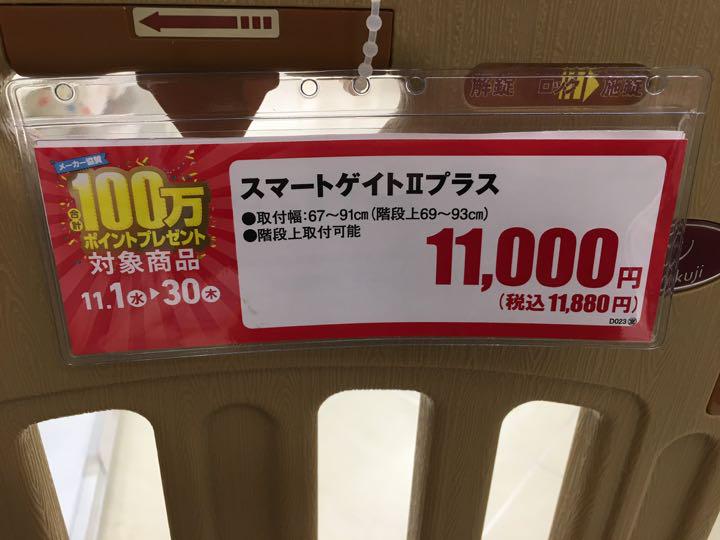 解錠 ロック 施錠
メーカー協賛
合計
100万
ポイントプレゼント
対象商品
11.1水▶30木
スマートゲイトⅡプラス
●取付幅:67〜91cm(階段上69〜93cm)
●階段上取付可能
11,000円
(税込11,880円)
D023
kuji